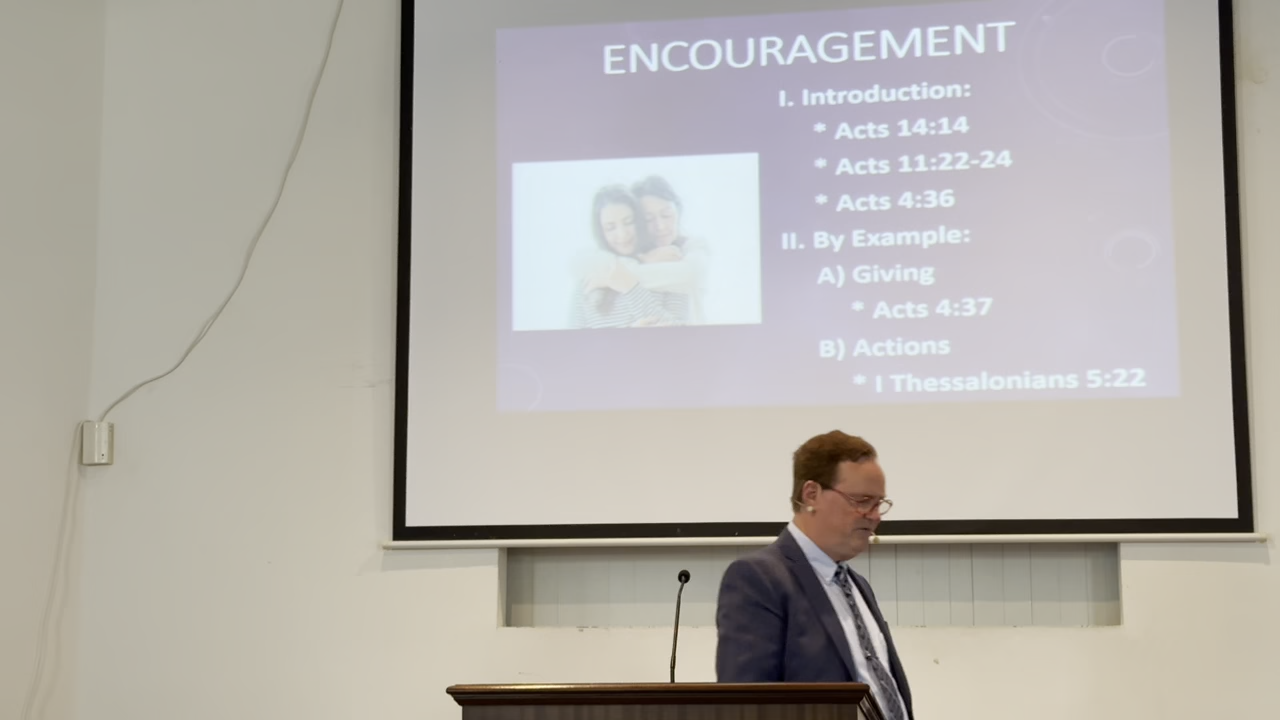 ENCOURAGEMENT
I. Introduction:
* Acts 14:14
* Acts 11:22-24
* Acts 4:36
II. By Example:
A) Giving
* Acts 4:37
B) Actions
* I Thessalonians 5:22